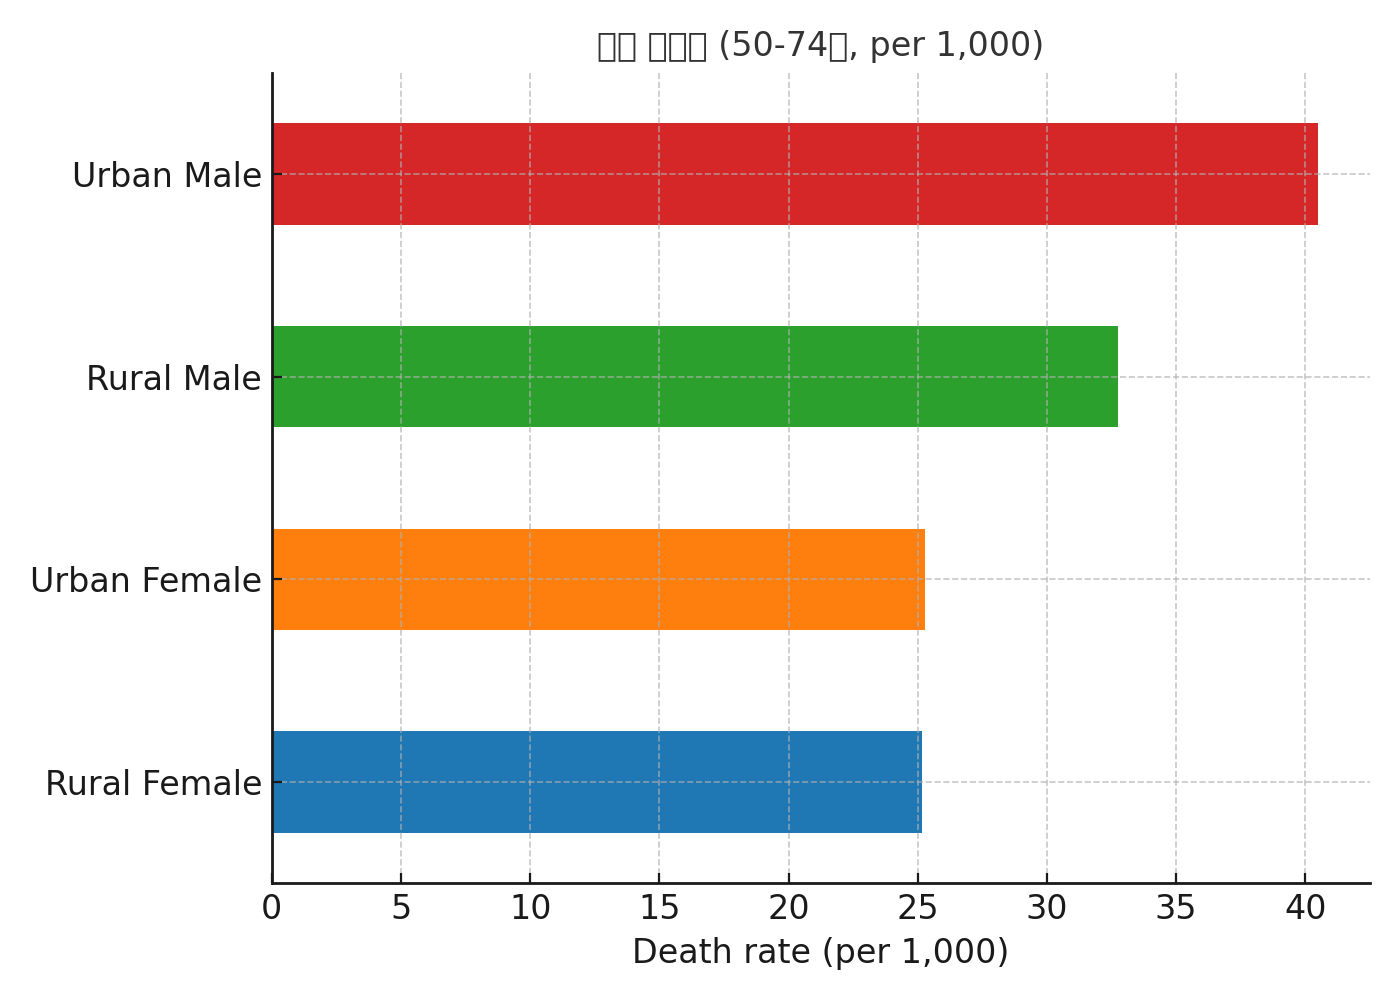 (50-74, per 1,000)
Urban Male
Rural Male
Urban Female
Rural Female
0 5 10 15 20 25 30 35 40
Death rate (per 1,000)